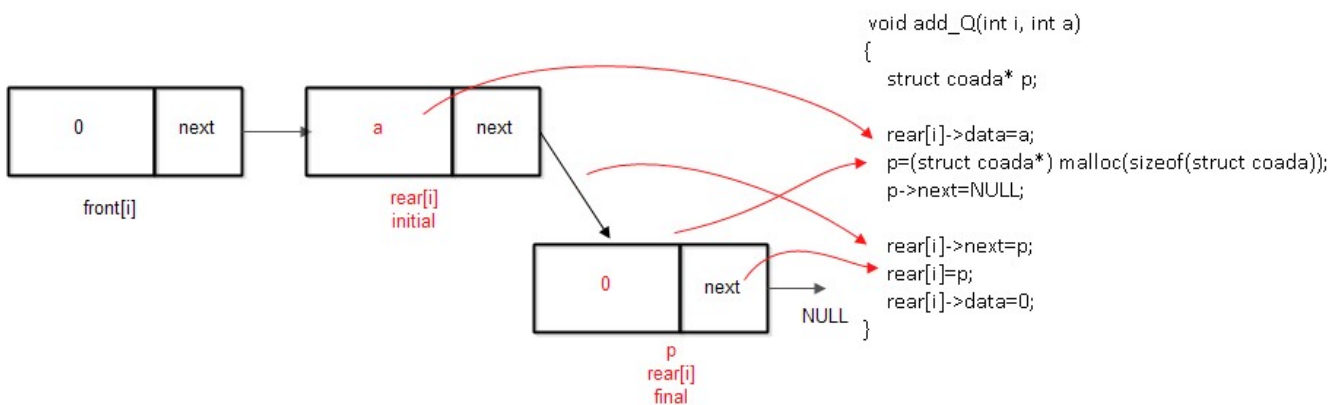 0
next
front[i]
a
next
rear[i]
initial
0
next
NULL
p
rear[i]
final
void add_Q(int i, int a)
{
struct coada* p;
rear[i]->data=a;
p=(struct coada*) malloc(sizeof(struct coada));
p->next=NULL;
rear[i]->next=p;
rear[i]=p;
rear[i]->data=0;
}